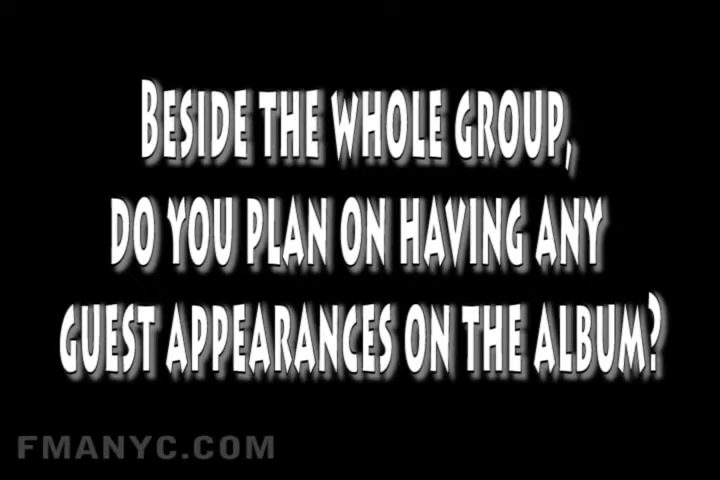 Beside the whole group,
do you plan on having any
guest appearances on the album?
FMANYC.COM